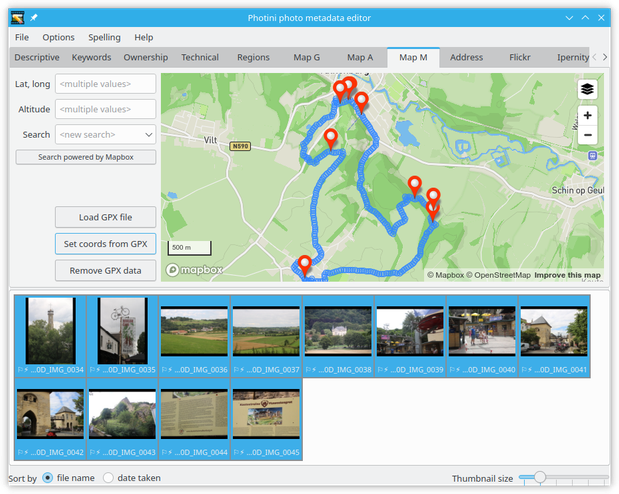 Photini photo metadata editor
File Options Spelling Help
Descriptive Keywords Ownership Technical Regions Map G Map A Map M Address Flickr Ipernity
Lat, long <multiple values>
Altitude <multiple values>
Search <new search>
Search powered by Mapbox
Load GPX file
Set coords from GPX
Remove GPX data
Vilt
N590
Schin op Geul
500 m
mapbox
© Mapbox © OpenStreetMap Improve this map
...0D_IMG_0034 ...0D_IMG_0035 ...0D_IMG_0036 ...0D_IMG_0037 ...0D_IMG_0038 ...0D_IMG_0039 ...0D_IMG_0040 ...0D_IMG_0041
...0D_IMG_0042 ...0D_IMG_0043 ...0D_IMG_0044 ...0D_IMG_0045
Sort by file name date taken Thumbnail size